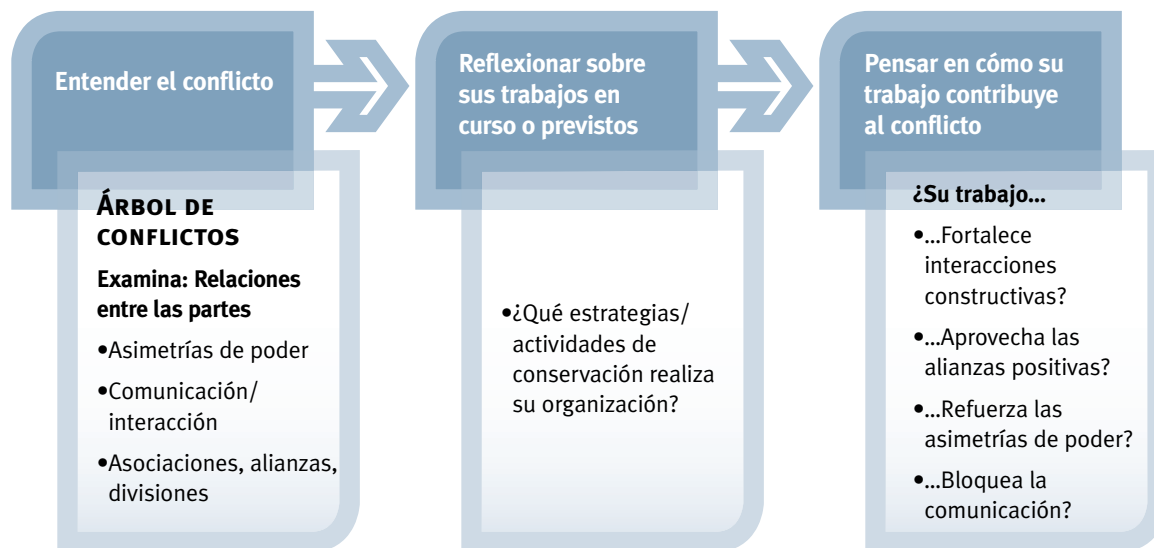 Entender el conflicto
ÁRBOL DE
CONFLICTOS
Examina: Relaciones
entre las partes
•Asimetrías de poder
•Comunicación/
interacción
•Asociaciones, alianzas,
divisiones
Reflexionar sobre
sus trabajos en
curso o previstos
•¿Qué estrategias/
actividades de
conservación realiza
su organización?
Pensar en cómo su
trabajo contribuye
al conflicto
¿Su trabajo...
•...Fortalece
interacciones
constructivas?
•...Aprovecha las
alianzas positivas?
•...Refuerza las
asimetrías de poder?
•...Bloquea la
comunicación?